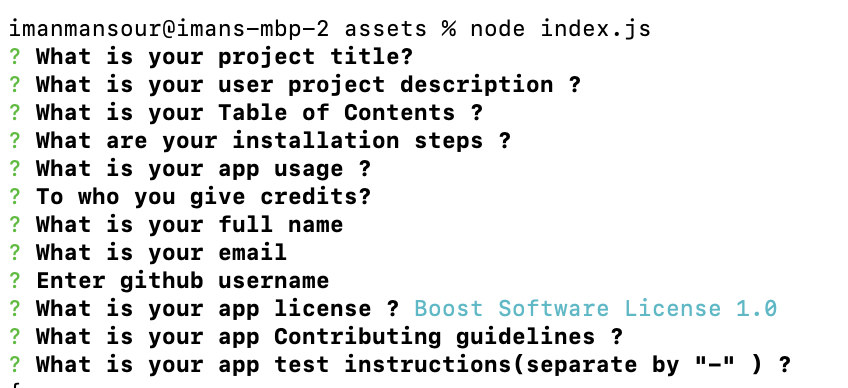 imanmansour@imans-mbp-2 assets % node index.js
? What is your project title?
? What is your user project description ?
? What is your Table of Contents ?
? What are your installation steps ?
? What is your app usage ?
? To who you give credits?
? What is your full name
? What is your email
? Enter github username
? What is your app license ? Boost Software License 1.0
? What is your app Contributing guidelines ?
? What is your app test instructions(separate by "-" ) ?